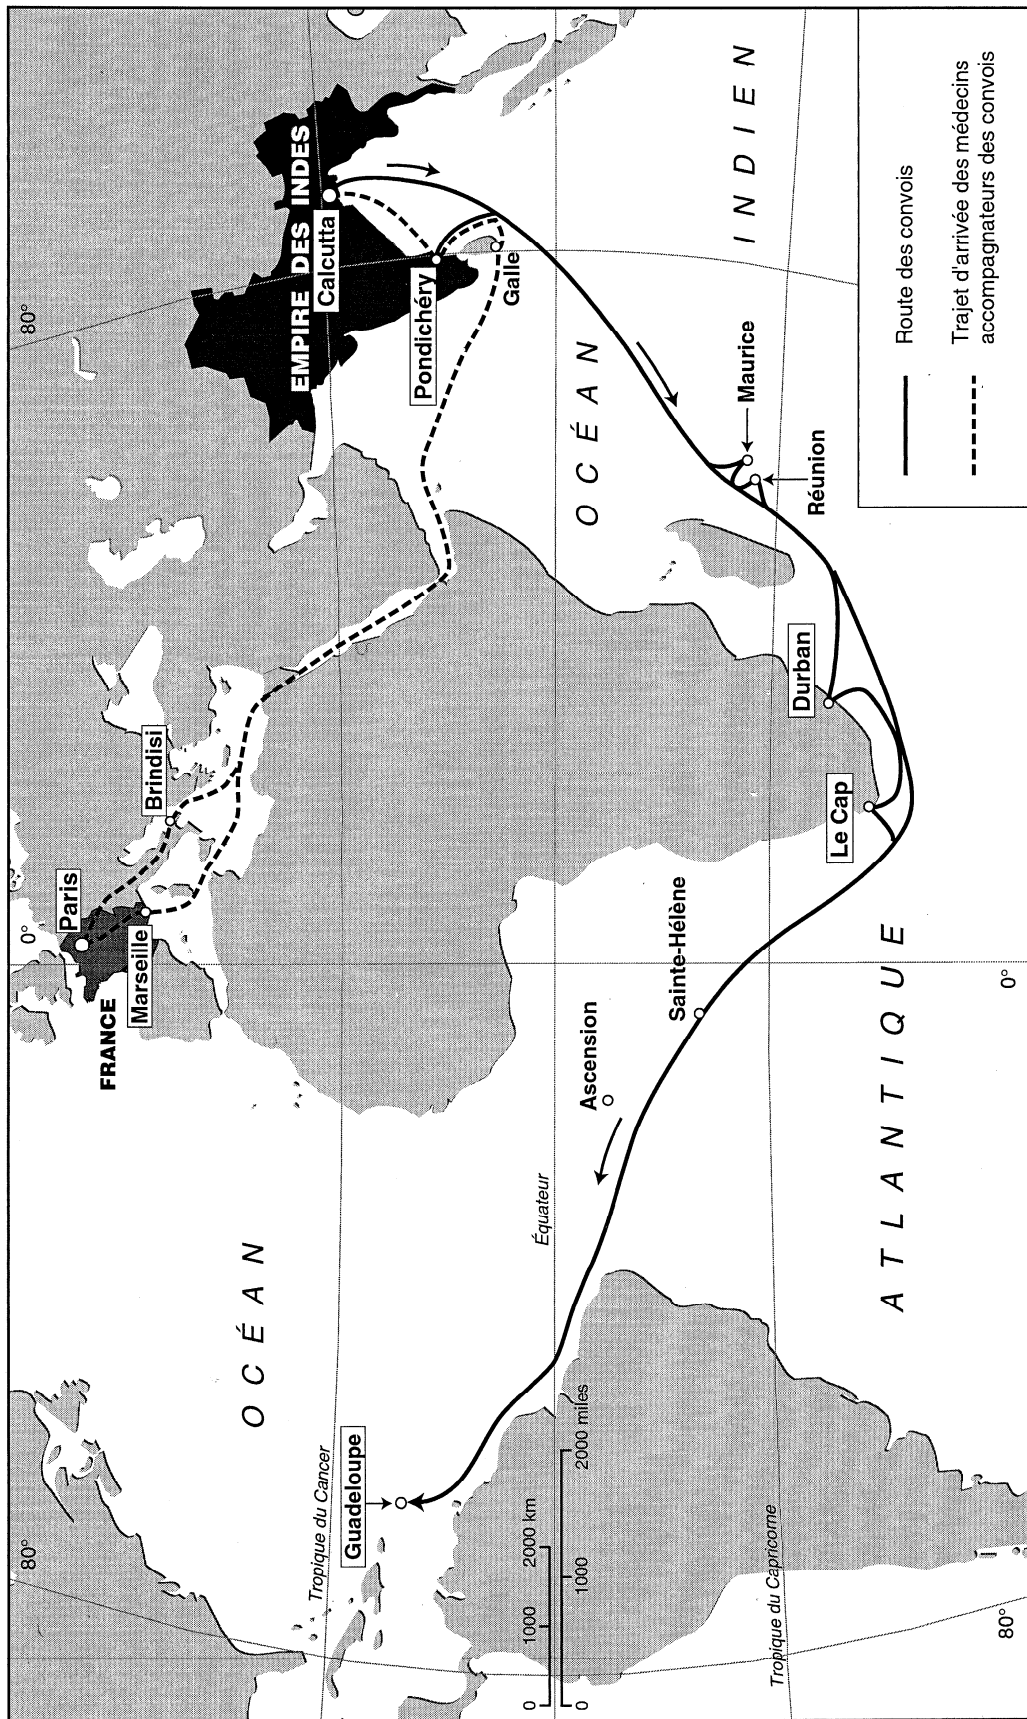 80°
0°
80°
FRANCE
Paris
Marseille
Brindisi
EMPIRE DES INDES
Calcutta
Pondichéry
Galle
OCÉAN
Tropique du Cancer
Guadeloupe
Équateur
Ascension
Sainte-Hélène
Le Cap
Durban
Réunion
Maurice
OCÉAN
INDIEN
ATLANTIQUE
0 1000 2000 km
0 1000 2000 miles
Tropique du Capricorne
80°
0°
Route des convois
Trajet d'arrivée des médecins
accompagnateurs des convois